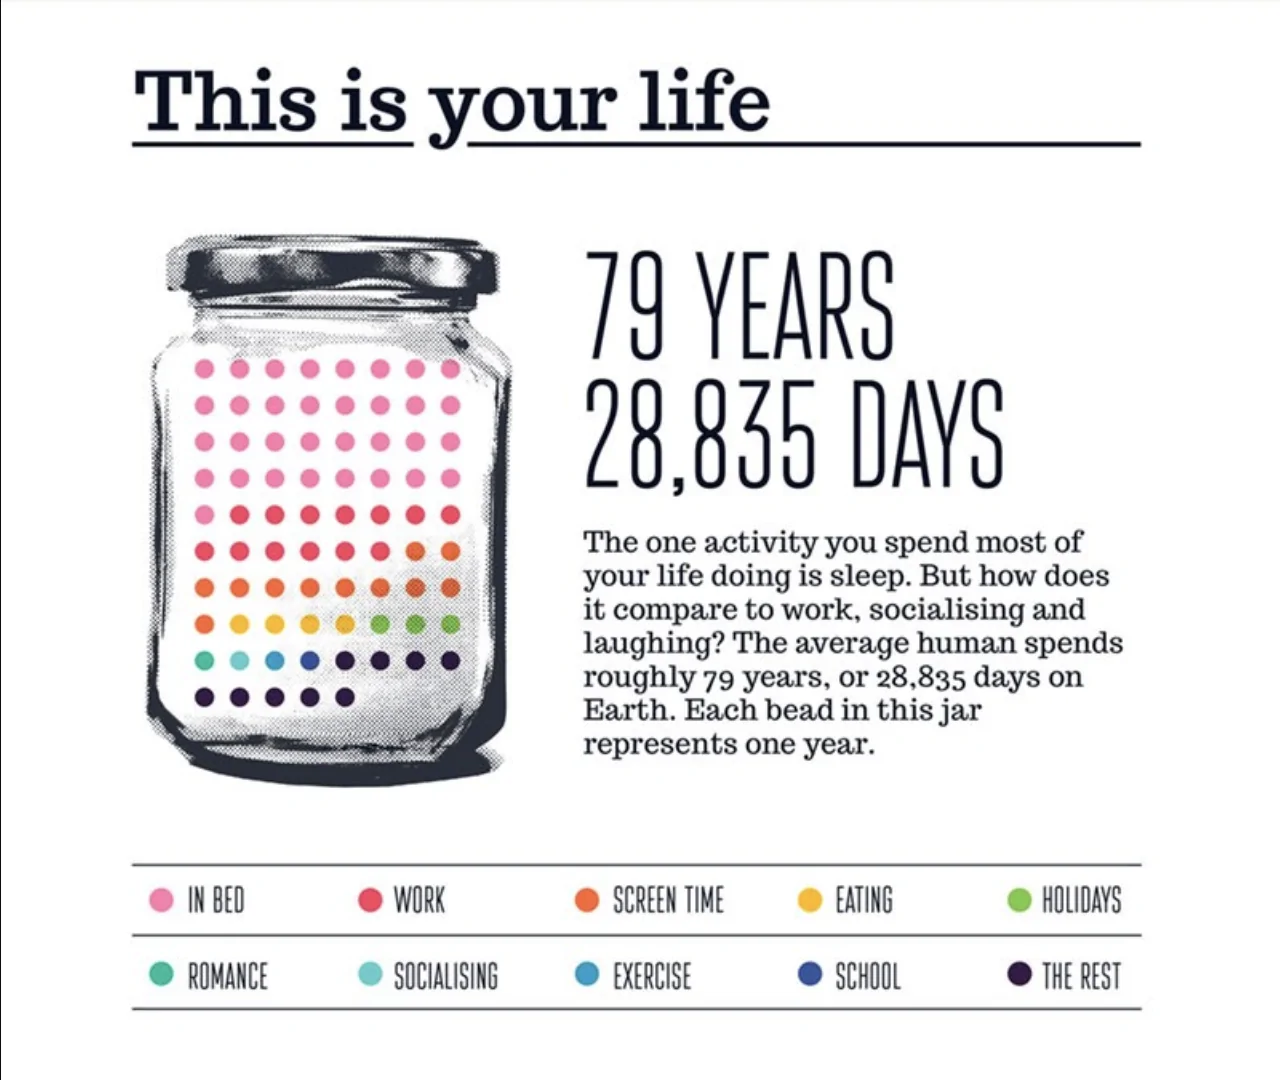 This is your life
79 YEARS
28,835 DAYS
The one activity you spend most of
your life doing is sleep. But how does
it compare to work, socialising and
laughing? The average human spends
roughly 79 years, or 28,835 days on
Earth. Each bead in this jar
represents one year.
IN BED WORK SCREEN TIME EATING HOLIDAYS
ROMANCE SOCIALISING EXERCISE SCHOOL THE REST